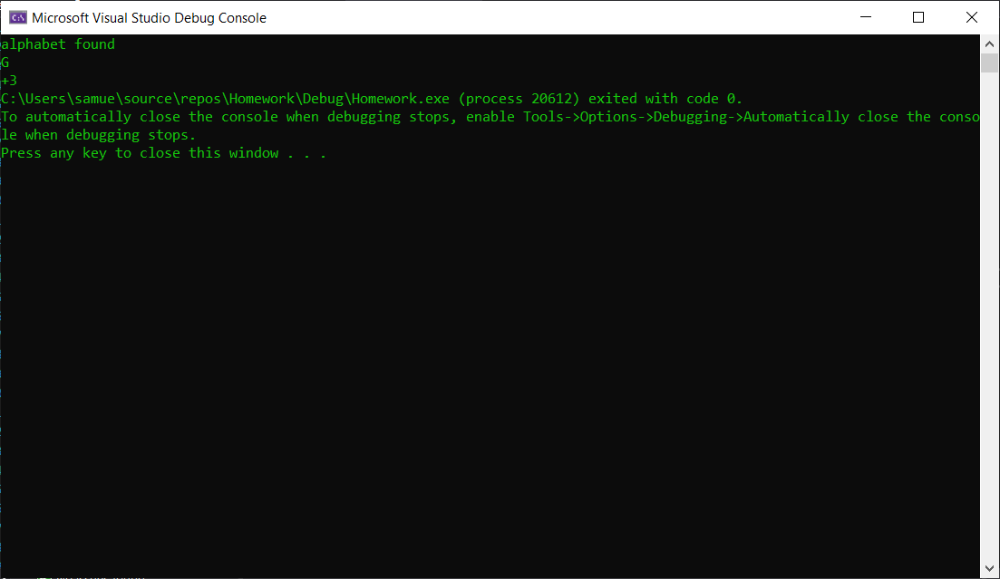 Microsoft Visual Studio Debug Console
alphabet found
G
+3
C:\Users\samue\source\repos\Homework\Debug\Homework.exe (process 20612) exited with code 0.
To automatically close the console when debugging stops, enable Tools->Options->Debugging->Automatically close the conso
le when debugging stops.
Press any key to close this window . . .